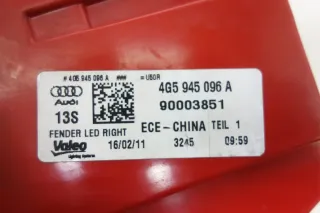 # 4G5 945 096 A ### = U50R
Audi
4G5 945 096 A
90003851
13S
ECE-CHINA TEIL 1
FENDER LED RIGHT
Valeo 16/02/11 3245 09:59